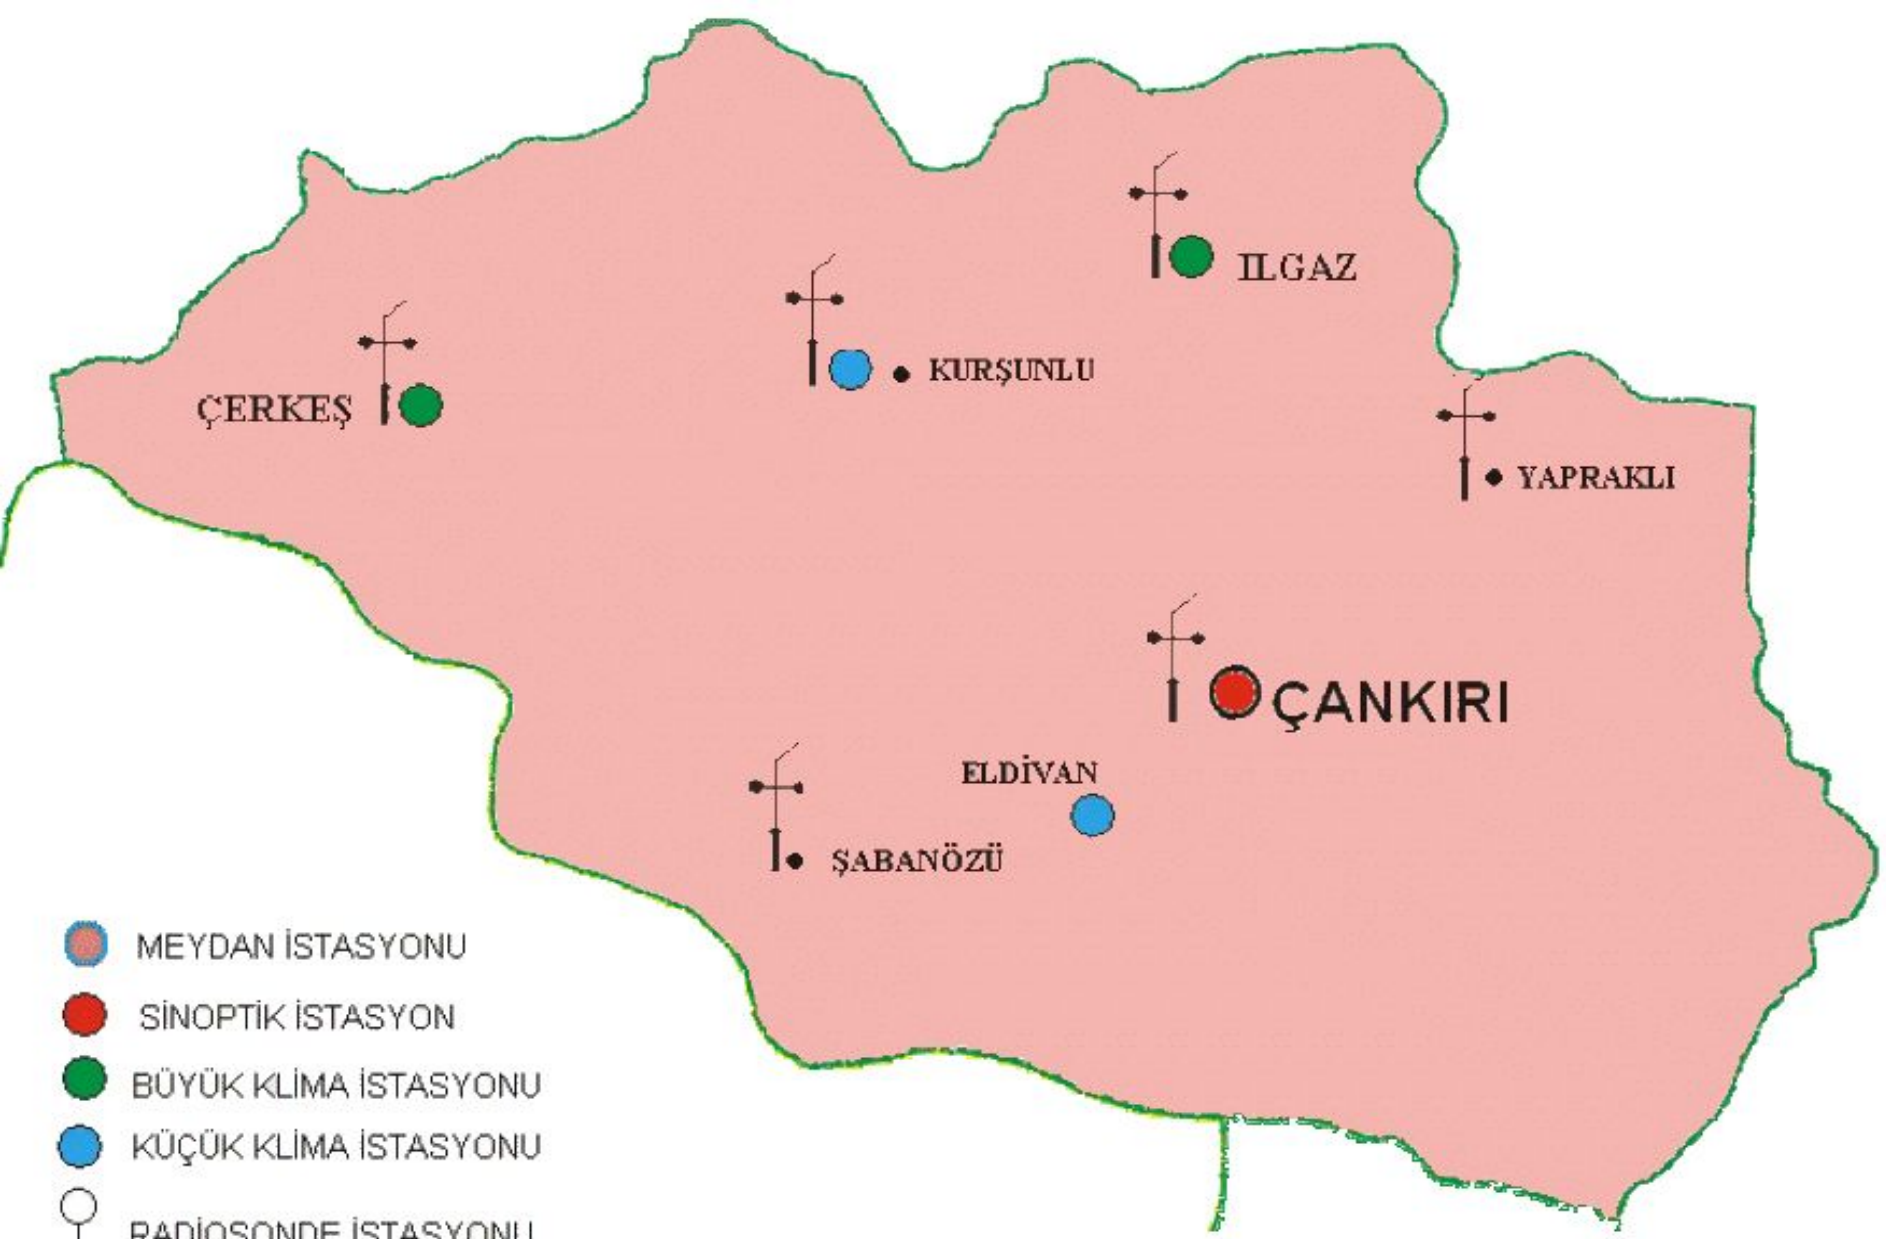 ILGAZ
KURŞUNLU
ÇERKEŞ
YAPRAKLI
ÇANKIRI
ELDİVAN
ŞABANÖZÜ
MEYDAN İSTASYONU
SİNOPTİK İSTASYON
BÜYÜK KLİMA İSTASYONU
KÜÇÜK KLİMA İSTASYONU
RADİOSONDE İSTASYONU